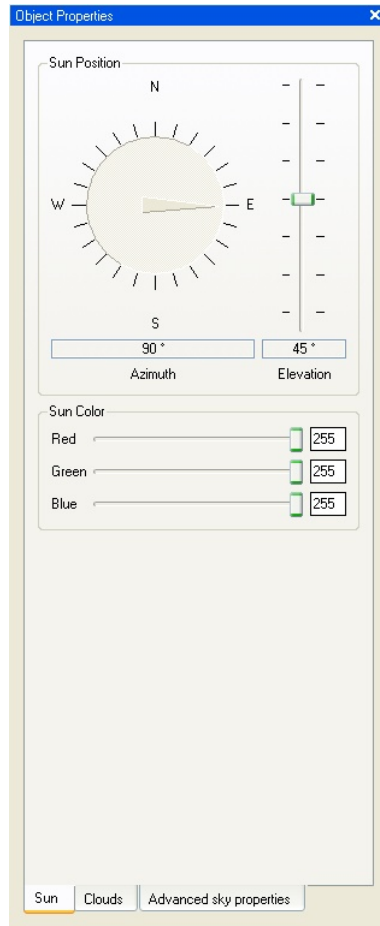 Object Properties
Sun Position
N
W
E
S
90 °
45 °
Azimuth
Elevation
Sun Color
Red
255
Green
255
Blue
255
Sun
Clouds
Advanced sky properties